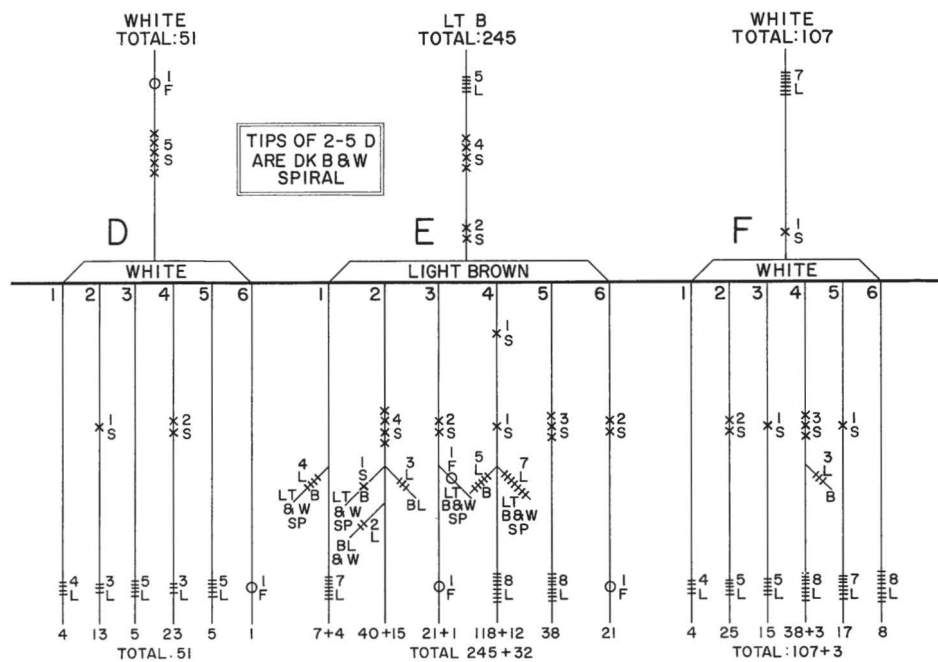 WHITE
TOTAL:51
LT B
TOTAL:245
WHITE
TOTAL:107
1
F
5
S
TIPS OF 2-5 D
ARE DK B & W
SPIRAL
5
L
4
S
2
S
7
L
1
S
D
E
F
WHITE
LIGHT BROWN
WHITE
1 2 3 4 5 6
1 2 3 4 5 6
1 2 3 4 5 6
1
S
2
S
4
S
2
S
1
S
1
S
3
S
2
S
2
S
1
S
3
S
1
S
4
L
LT B
& W
SP
1
S
LT B
& W
SP
2
L
BL
& W
3
L
BL
1
F
LT
B & W
SP
5
L
B
7
L
LT
B & W
SP
3
L
B
4
L
3
L
5
L
3
L
5
L
1
F
7
L
1
F
8
L
8
L
1
F
4
L
5
L
5
L
8
L
7
L
8
L
4 13 5 23 5 1
TOTAL:51
7+4 40+15 21+1 118+12 38 21
TOTAL 245+32
4 25 15 38+3 17 8
TOTAL:107+3